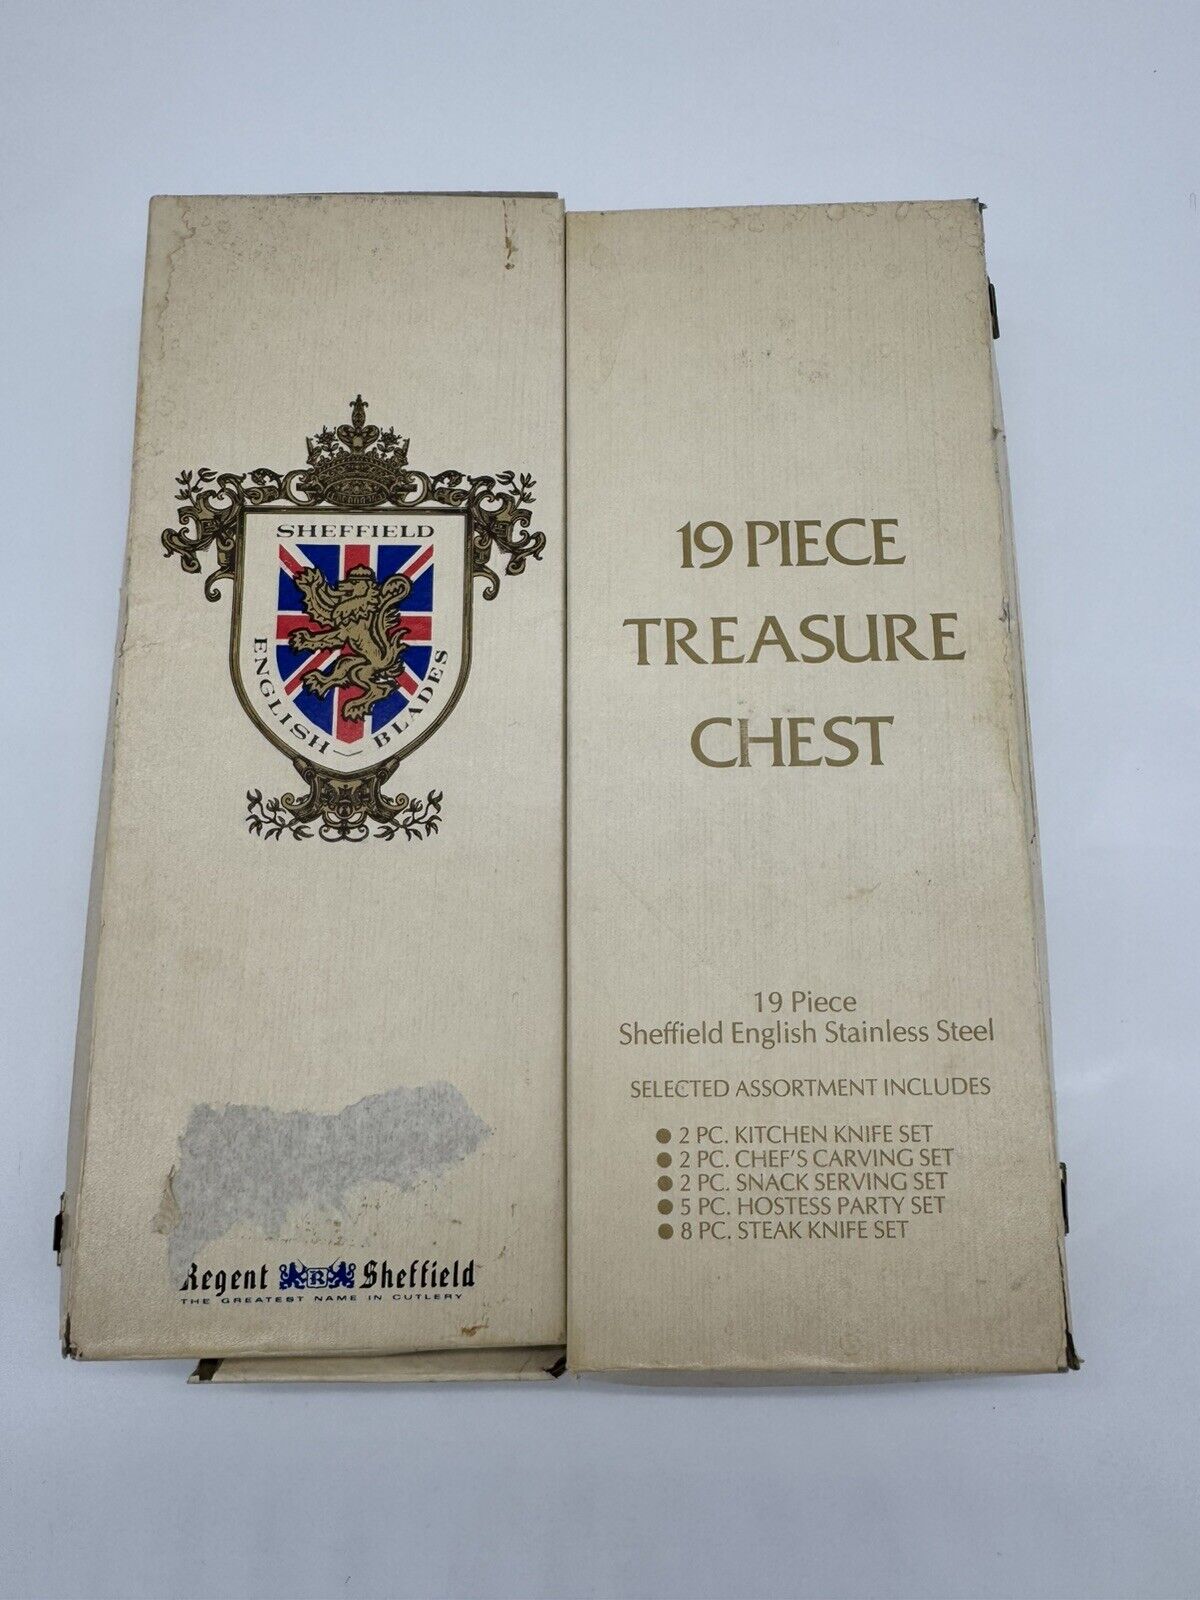 SHEFFIELD
ENGLISH BLADES
Regent R Sheffield
THE GREATEST NAME IN CUTLERY
19 PIECE
TREASURE
CHEST
19 Piece
Sheffield English Stainless Steel
SELECTED ASSORTMENT INCLUDES
● 2 PC. KITCHEN KNIFE SET
● 2 PC. CHEF'S CARVING SET
● 2 PC. SNACK SERVING SET
● 5 PC. HOSTESS PARTY SET
● 8 PC. STEAK KNIFE SET